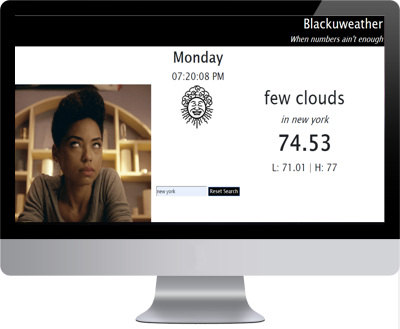 Blackuweather
When numbers ain't enough
Monday
07:20:08 PM
few clouds
in new york
74.53
L: 71.01 | H: 77
new york
Reset Search